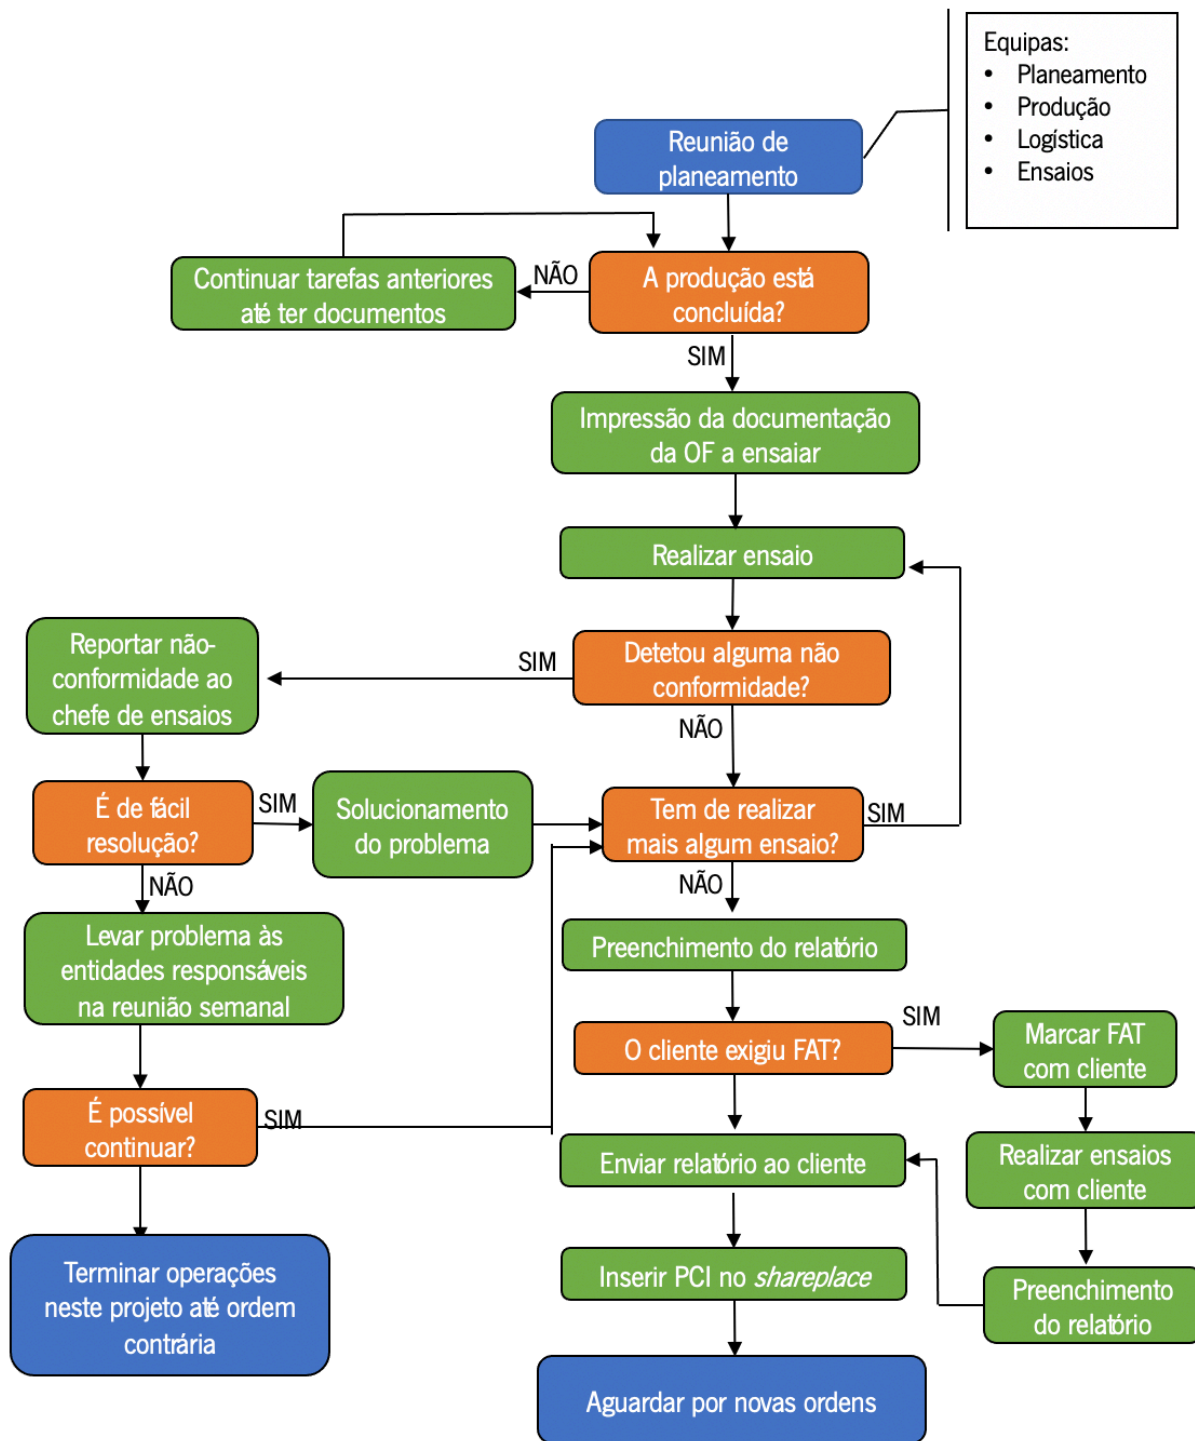 Equipas:
• Planeamento
• Produção
• Logística
• Ensaios
Reunião de
planeamento
Continuar tarefas anteriores
até ter documentos
NÃO
A produção está
concluída?
SIM
Impressão da documentação
da OF a ensaiar
Realizar ensaio
Reportar não-
conformidade ao
chefe de ensaios
SIM
Detetou alguma não
conformidade?
NÃO
É de fácil
resolução?
SIM
Solucionamento
do problema
Tem de realizar
mais algum ensaio?
SIM
NÃO
NÃO
Levar problema às
entidades responsáveis
na reunião semanal
Preenchimento do relatório
O cliente exigiu FAT?
SIM
Marcar FAT
com cliente
É possível
continuar?
SIM
Enviar relatório ao cliente
Realizar ensaios
com cliente
Terminar operações
neste projeto até ordem
contrária
Inserir PCI no shareplace
Preenchimento
do relatório
Aguardar por novas ordens